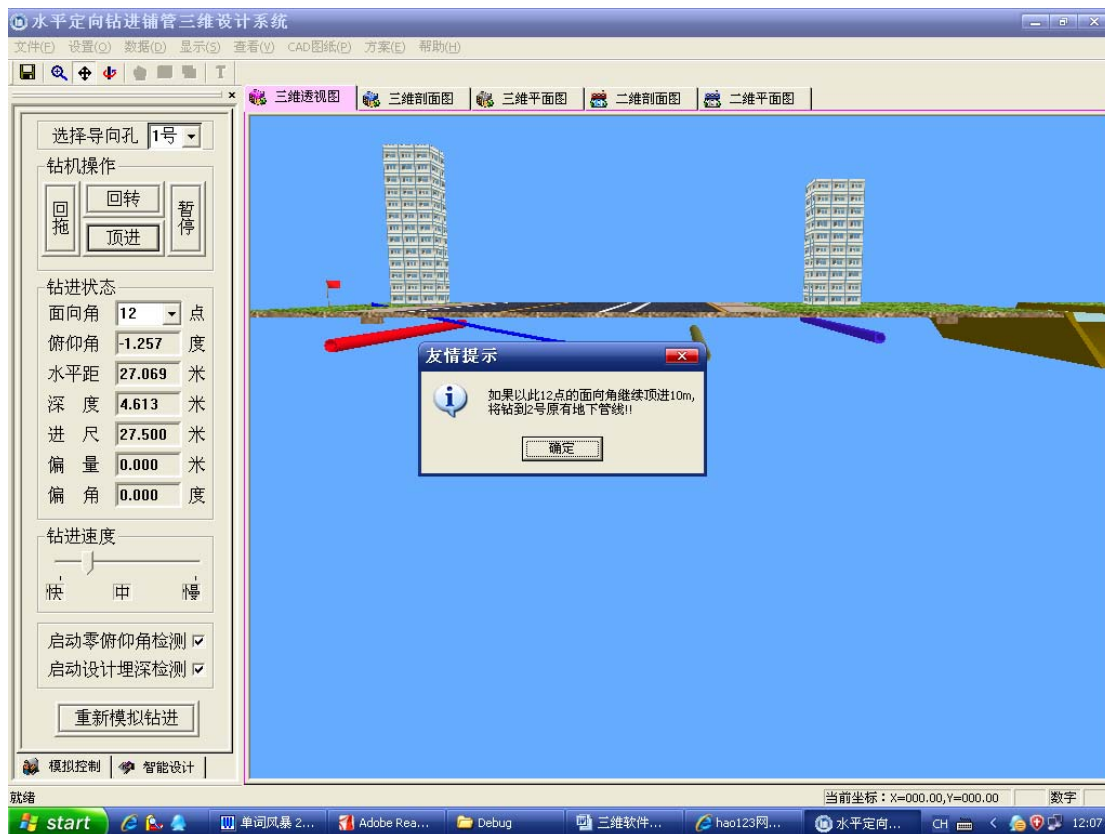 水平定向钻进铺管三维设计系统
文件(F) 设置(O) 数据(D) 显示(S) 查看(V) CAD图纸(P) 方案(E) 帮助(H)
T
三维透视图 三维剖面图 三维平面图 二维剖面图 二维平面图
选择导向孔 1号
钻机操作
回拖 回转 暂停
顶进
钻进状态
面向角 12 点
俯仰角 -1.257 度
水平距 27.069 米
深 度 4.613 米
进 尺 27.500 米
偏 量 0.000 米
偏 角 0.000 度
钻进速度
快 中 慢
启动零俯仰角检测
启动设计埋深检测
重新模拟钻进
模拟控制 智能设计
友情提示
如果以此12点的面向角继续顶进10m,
将钻到2号原有地下管线!!
确定
就绪 当前坐标：X=000.00,Y=000.00 数字
start 单词风暴 2... Adobe Rea... Debug 三维软件... hao123网... 水平定向... CH 12:07